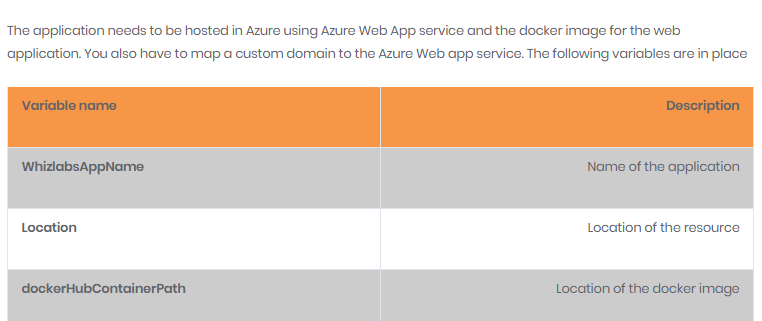 The application needs to be hosted in Azure using Azure Web App service and the docker image for the web
application. You also have to map a custom domain to the Azure Web app service. The following variables are in place
Variable name Description
WhizlabsAppName Name of the application
Location Location of the resource
dockerHubContainerPath Location of the docker image